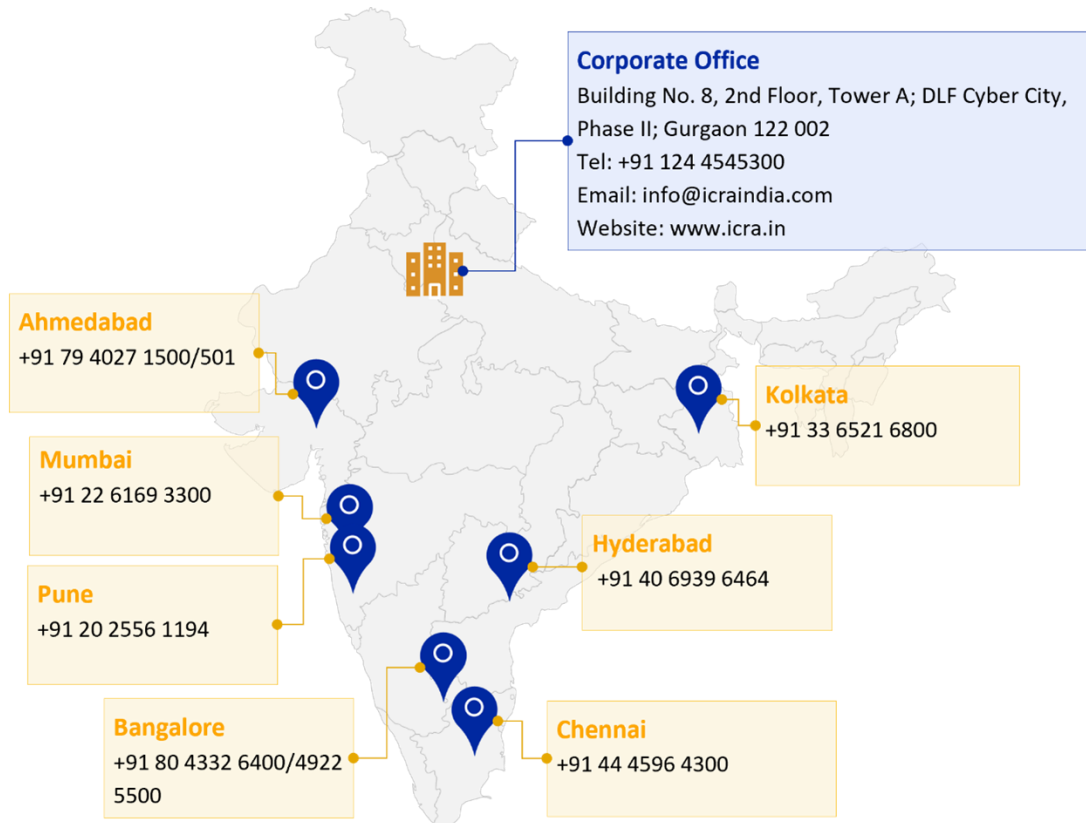 Corporate Office
Building No. 8, 2nd Floor, Tower A; DLF Cyber City,
Phase II; Gurgaon 122 002
Tel: +91 124 4545300
Email: info@icraindia.com
Website: www.icra.in
Ahmedabad
+91 79 4027 1500/501
Kolkata
+91 33 6521 6800
Mumbai
+91 22 6169 3300
Hyderabad
+91 40 6939 6464
Pune
+91 20 2556 1194
Bangalore
+91 80 4332 6400/4922
5500
Chennai
+91 44 4596 4300